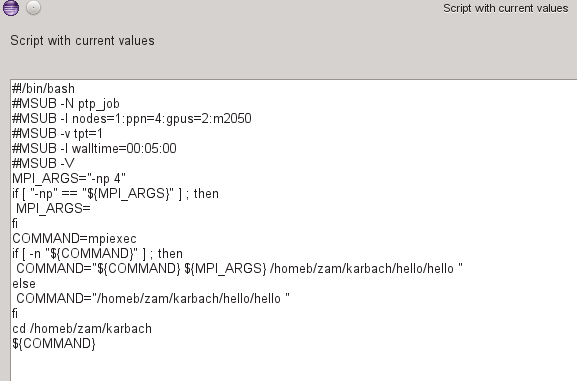 Script with current values
Script with current values
#!/bin/bash
#MSUB -N ptp_job
#MSUB -l nodes=1:ppn=4:gpus=2:m2050
#MSUB -v tpt=1
#MSUB -l walltime=00:05:00
#MSUB -V
MPI_ARGS="-np 4"
if [ "-np" == "${MPI_ARGS}" ] ; then
 MPI_ARGS=
fi
COMMAND=mpiexec
if [ -n "${COMMAND}" ] ; then
 COMMAND="${COMMAND} ${MPI_ARGS} /homeb/zam/karbach/hello/hello "
else
 COMMAND="/homeb/zam/karbach/hello/hello "
fi
cd /homeb/zam/karbach
${COMMAND}